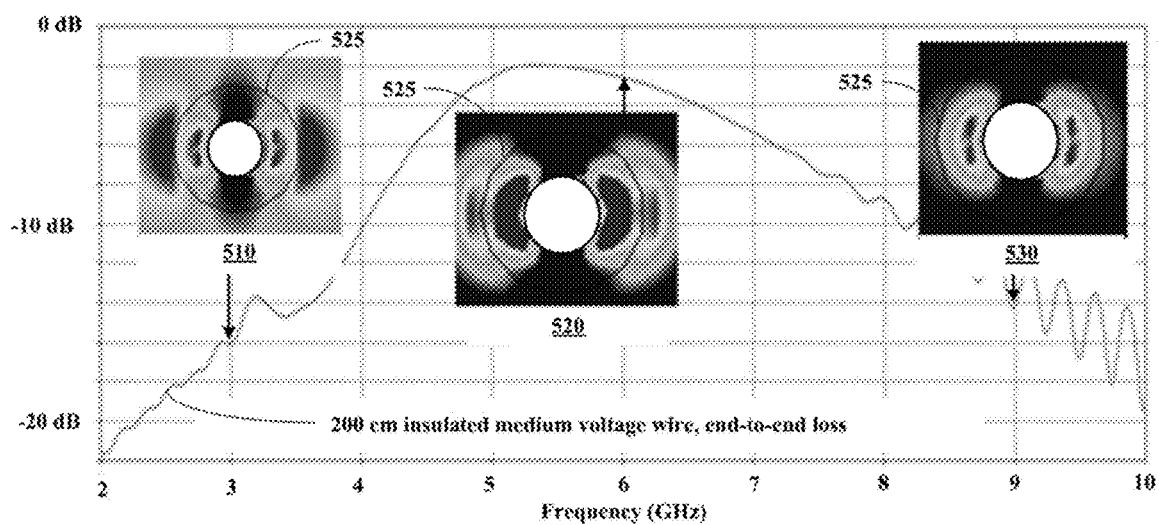 0 dB
525
525
525
-10 dB
510
520
530
-20 dB
200 cm insulated medium voltage wire, end-to-end loss
2 3 4 5 6 7 8 9 10
Frequency (GHz)